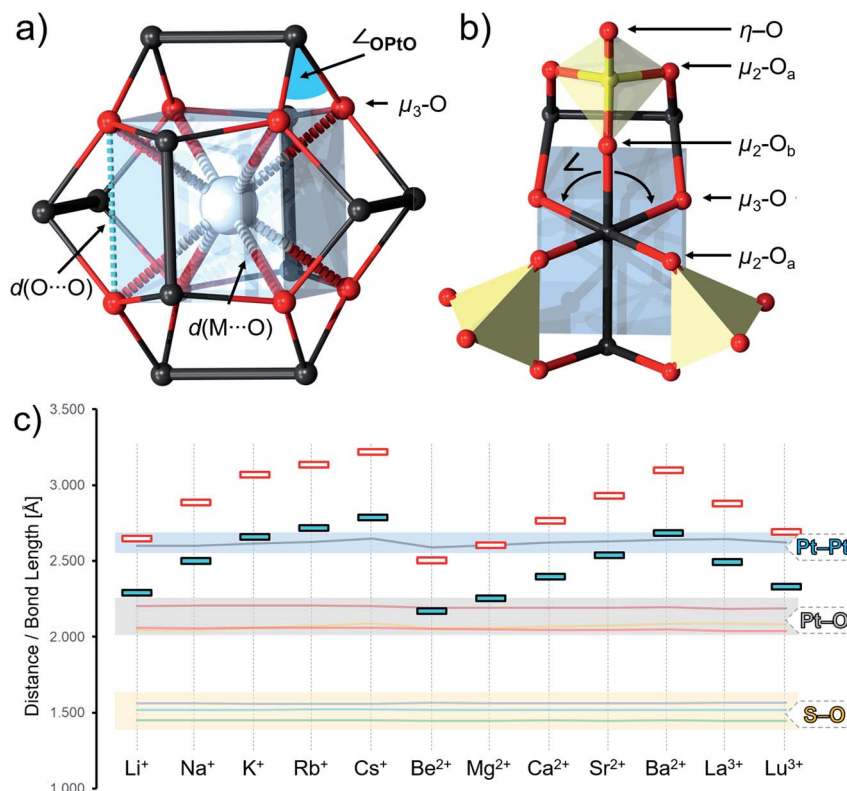 a)
∠OPtO
μ3-O
d(O···O)
d(M···O)
b)
η–O
μ2-Oa
μ2-Ob
∠
μ3-O
μ2-Oa
c)
Distance / Bond Length [Å]
3.500
3.000
2.500
2.000
1.500
1.000
Pt–Pt
Pt–O
S–O
Li+ Na+ K+ Rb+ Cs+ Be2+ Mg2+ Ca2+ Sr2+ Ba2+ La3+ Lu3+